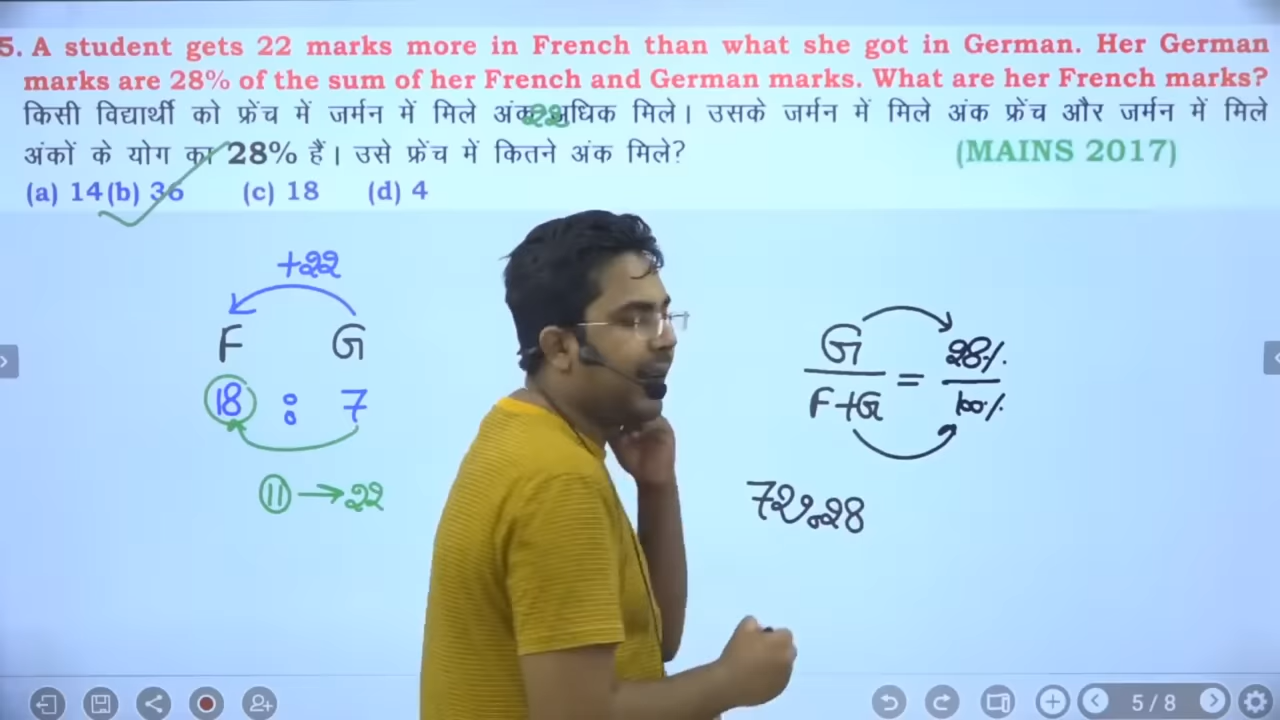 5. A student gets 22 marks more in French than what she got in German. Her German
marks are 28% of the sum of her French and German marks. What are her French marks?
किसी विद्यार्थी को फ्रेंच में जर्मन में मिले अंक 22 अधिक मिले। उसके जर्मन में मिले अंक फ्रेंच और जर्मन में मिले
अंकों के योग का 28% हैं। उसे फ्रेंच में कितने अंक मिले?
(MAINS 2017)
(a) 14 (b) 36 (c) 18 (d) 4
+22
F G
18 : 7
11 → 22
G 28%
F+G = 100%
72:28
5 / 8